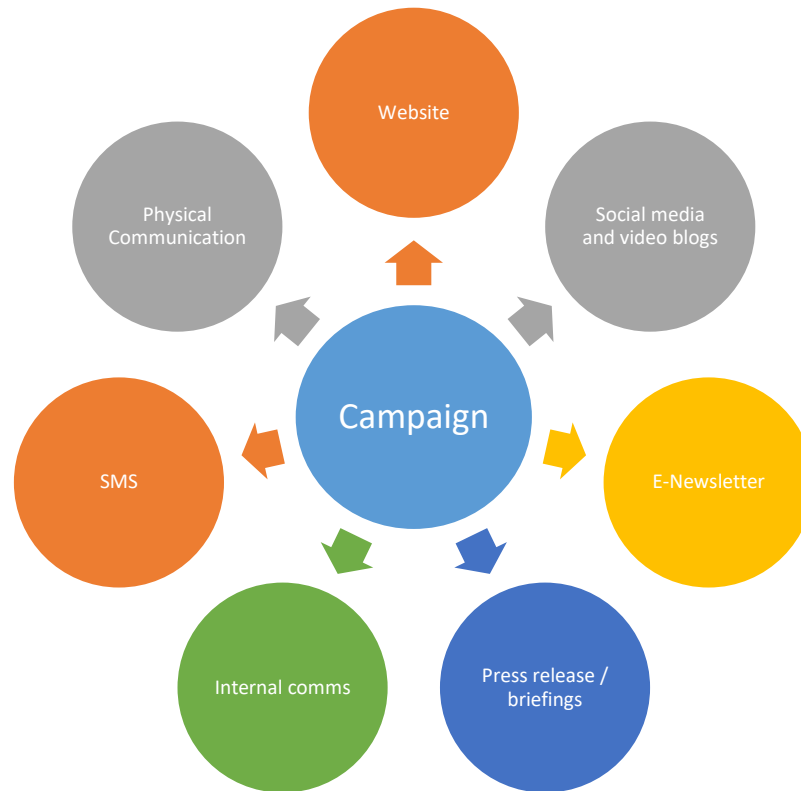 Website
Physical
Communication
Social media
and video blogs
Campaign
SMS
E-Newsletter
Internal comms
Press release /
briefings